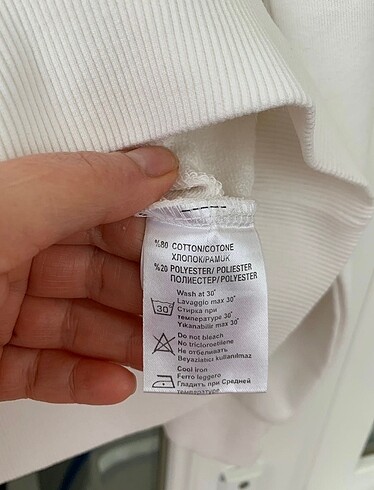 %80 COTTON/COTONE
ХЛОПОК/PAMUK
%20 POLYESTER/ POLIESTER
ПОЛИЕСТЕР/POLYESTER
Wash at 30°
Lavaggio max 30°
Стирка при
температуре 30°
Yıkanabilir max 30°
30°
Do not bleach
No tricloroetilene
Не отбеливать
Beyazlatici kullanılmaz
Cool iron
Ferro leggero
Гладить при Средней
температуре